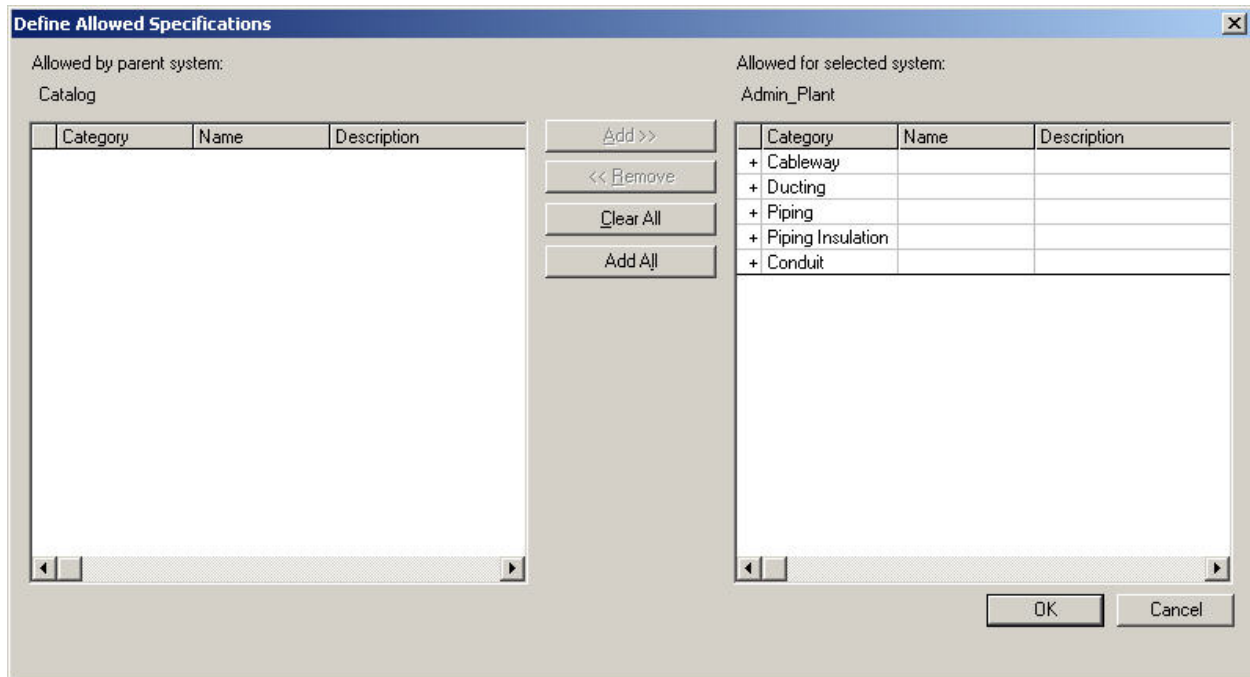 Define Allowed Specifications
Allowed by parent system:
Catalog
Category Name Description
Add >>
<< Remove
Clear All
Add All
Allowed for selected system:
Admin_Plant
Category Name Description
+ Cableway
+ Ducting
+ Piping
+ Piping Insulation
+ Conduit
OK Cancel